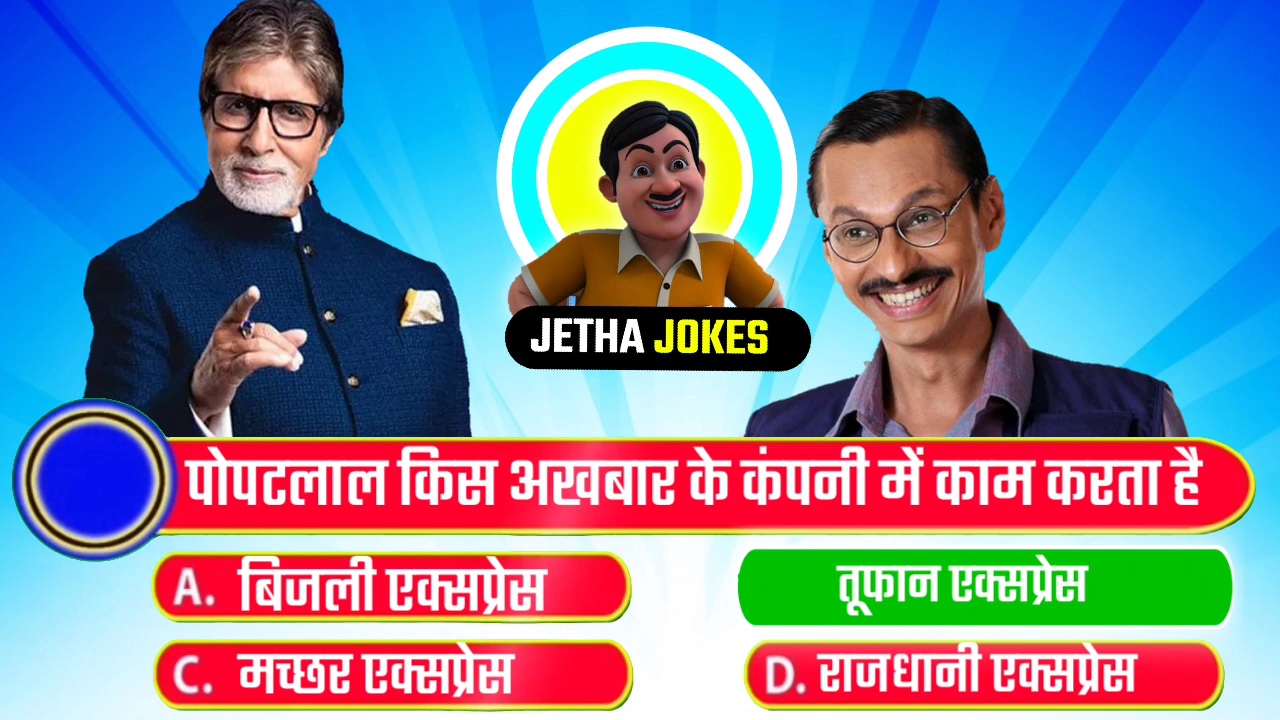 JETHA JOKES
पोपटलाल किस अखबार के कंपनी में काम करता है
A. बिजली एक्सप्रेस
तूफान एक्सप्रेस
C. मच्छर एक्सप्रेस
D. राजधानी एक्सप्रेस